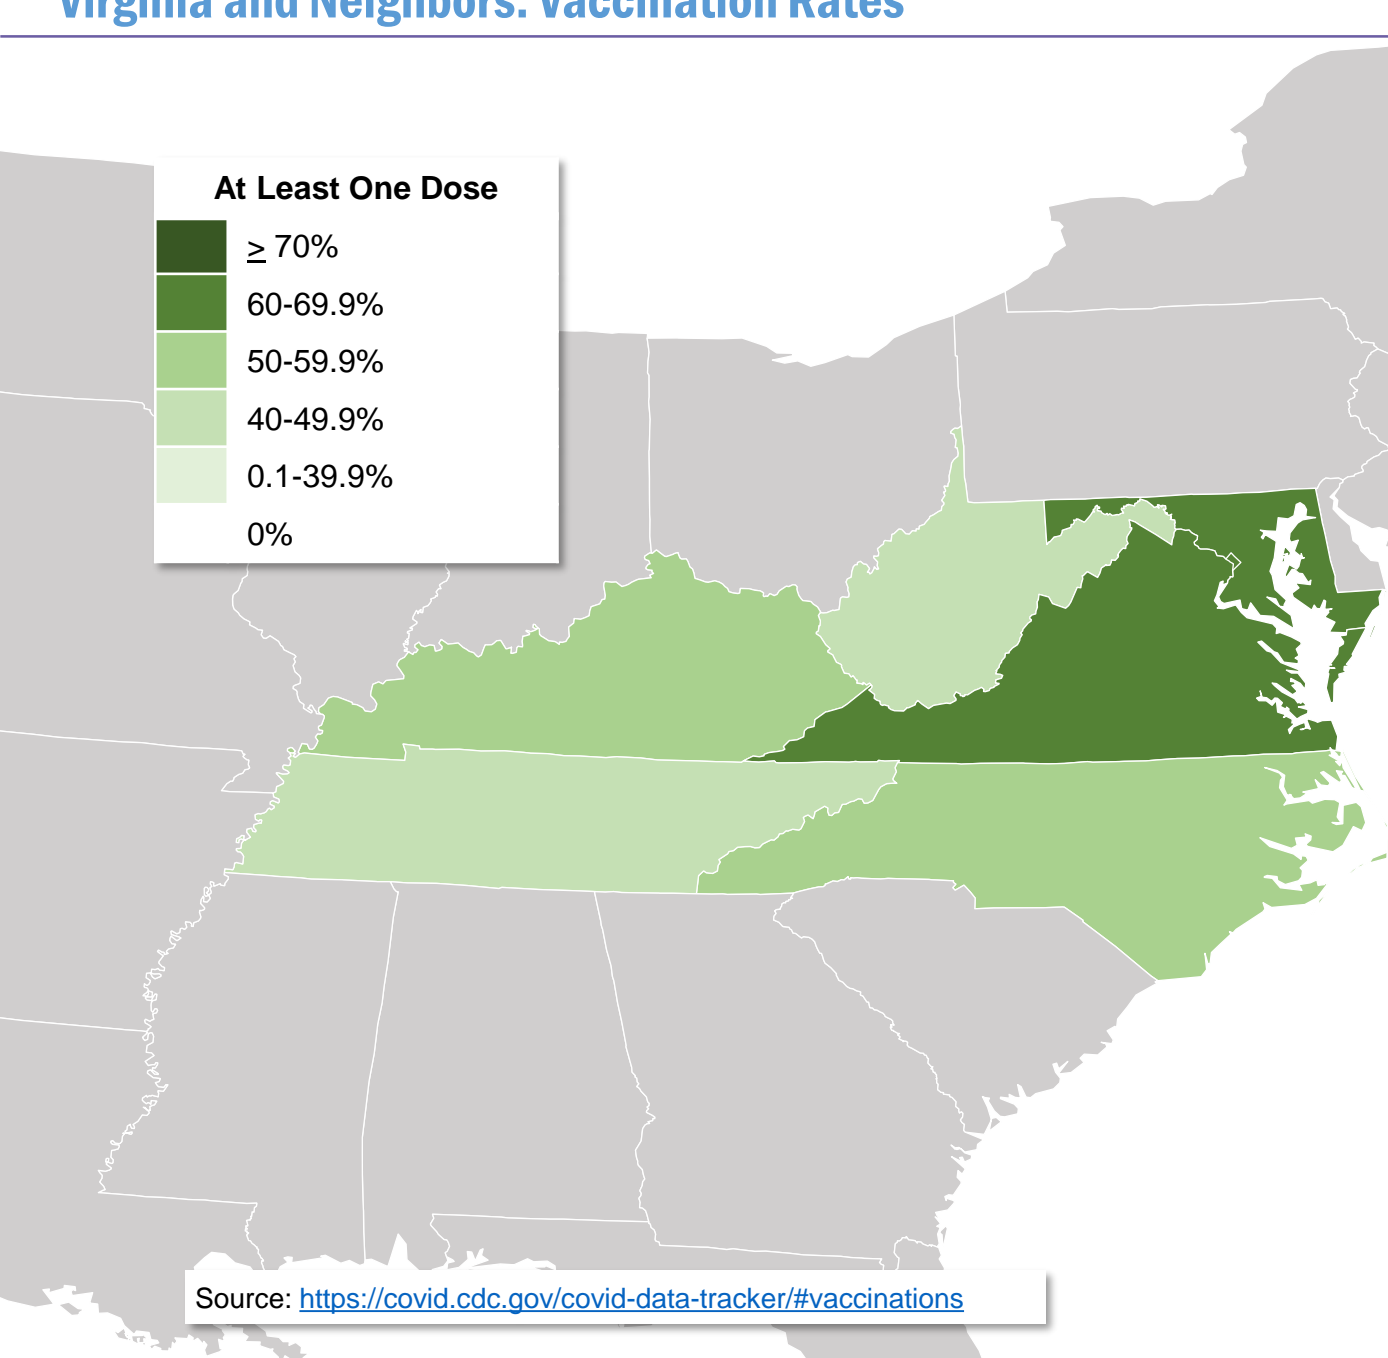 Virginia and Neighbors: Vaccination Rates
At Least One Dose
≥ 70%
60-69.9%
50-59.9%
40-49.9%
0.1-39.9%
0%
Source: https://covid.cdc.gov/covid-data-tracker/#vaccinations